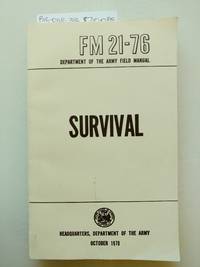 FM 21-76
DEPARTMENT OF THE ARMY FIELD MANUAL
SURVIVAL
HEADQUARTERS, DEPARTMENT OF THE ARMY
OCTOBER 1970